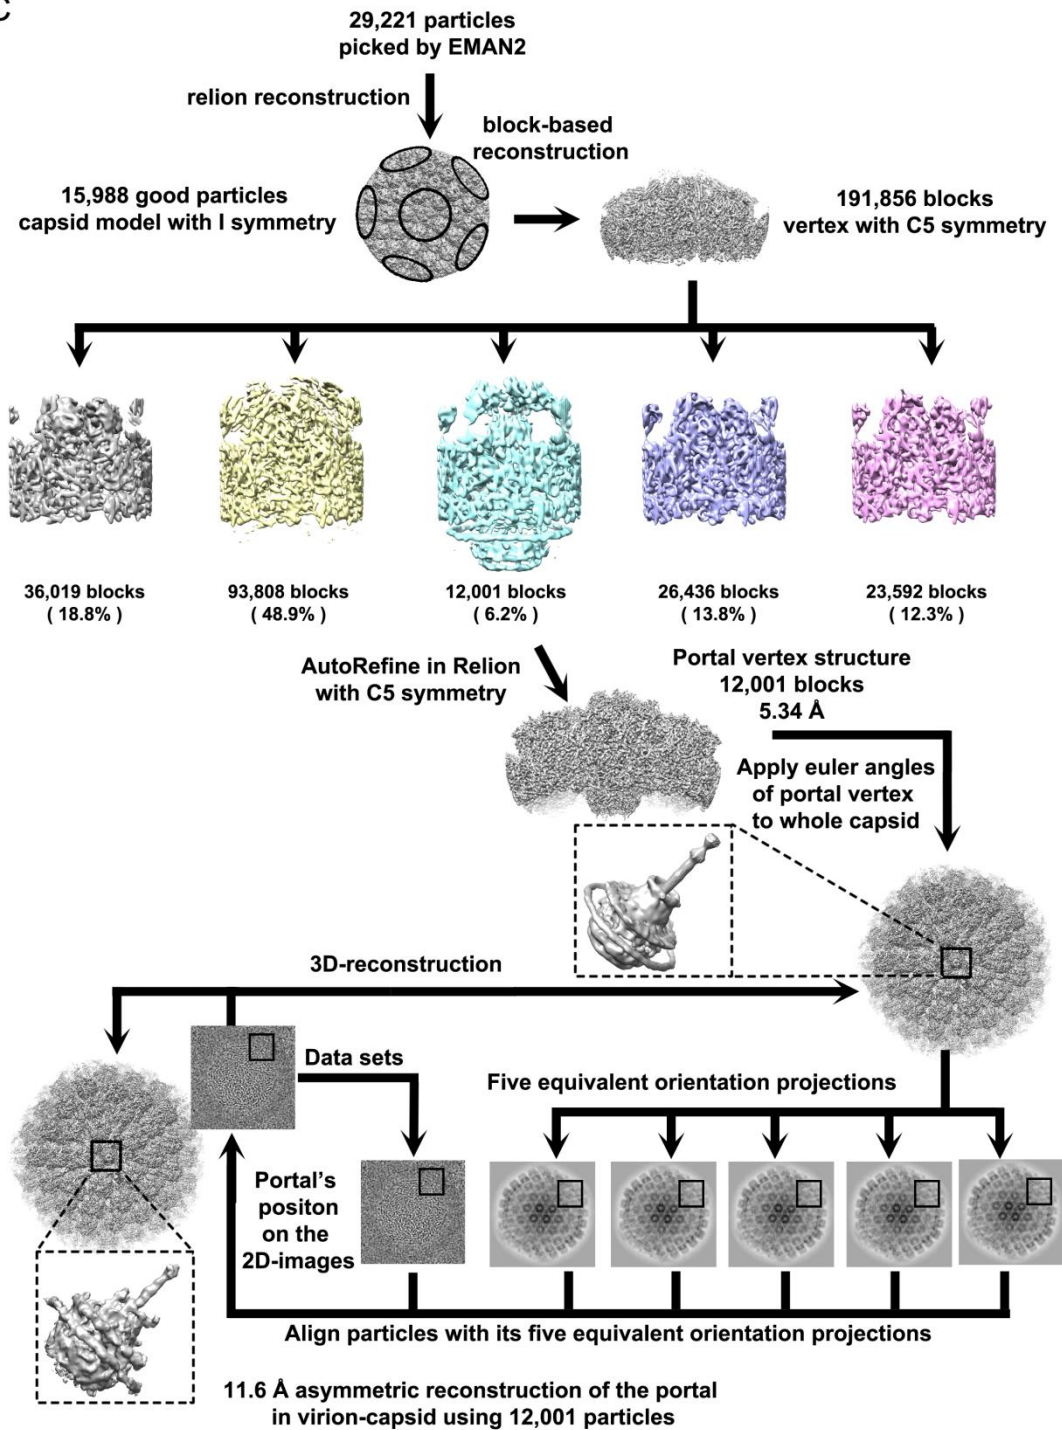 C
29,221 particles
picked by EMAN2
relion reconstruction
block-based
reconstruction
15,988 good particles
capsid model with I symmetry
191,856 blocks
vertex with C5 symmetry
36,019 blocks
( 18.8% )
93,808 blocks
( 48.9% )
12,001 blocks
( 6.2% )
26,436 blocks
( 13.8% )
23,592 blocks
( 12.3% )
AutoRefine in Relion
with C5 symmetry
Portal vertex structure
12,001 blocks
5.34 Å
Apply euler angles
of portal vertex
to whole capsid
3D-reconstruction
Data sets
Five equivalent orientation projections
Portal's
positon
on the
2D-images
Align particles with its five equivalent orientation projections
11.6 Å asymmetric reconstruction of the portal
in virion-capsid using 12,001 particles